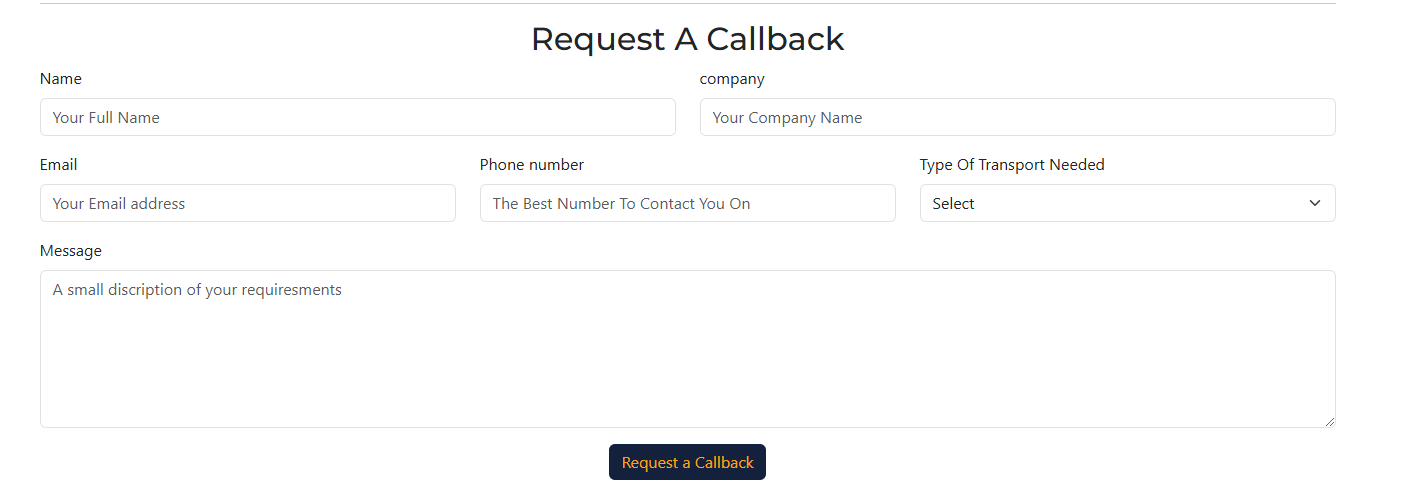 Request A Callback
Name company
Your Full Name Your Company Name
Email Phone number Type Of Transport Needed
Your Email address The Best Number To Contact You On Select
Message
A small discription of your requiresments
Request a Callback